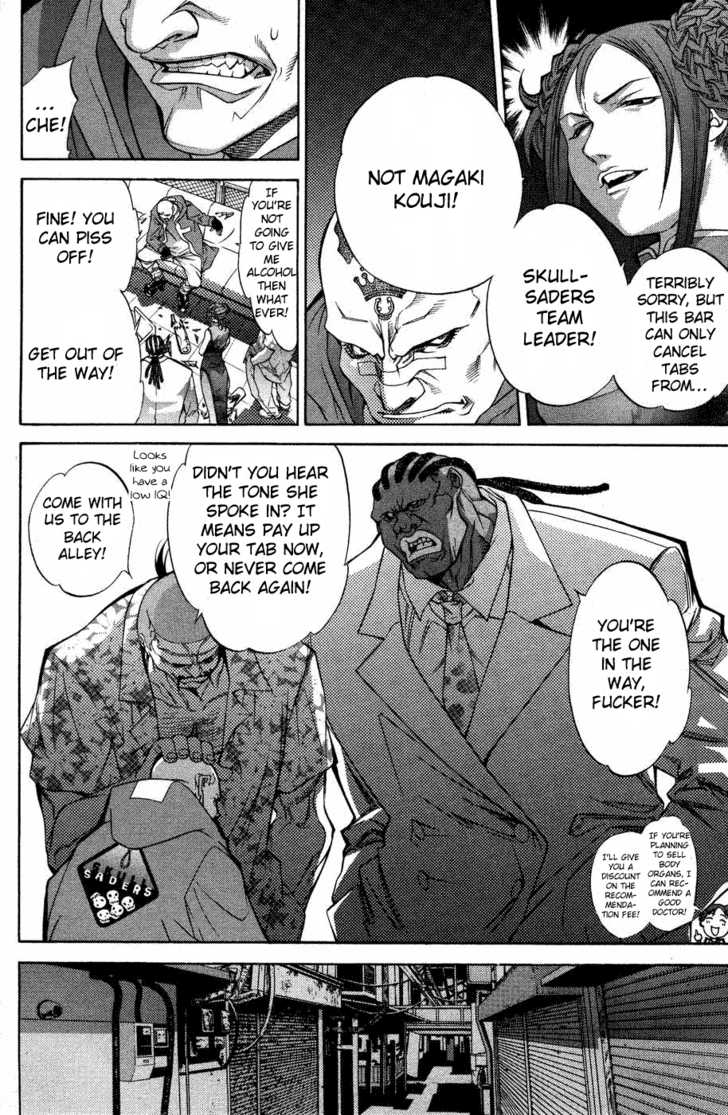 TERRIBLY
SORRY, BUT
THIS BAR
CAN ONLY
CANCEL
TABS
FROM...
SKULL-
SADERS
TEAM
LEADER!
NOT MAGAKI
KOUJI!
...
CHE!
IF
YOU'RE
NOT
GOING
TO GIVE
ME
ALCOHOL
THEN
WHAT
EVER!
FINE! YOU
CAN PISS
OFF!
GET OUT OF
THE WAY!
YOU'RE
THE ONE
IN THE
WAY,
FUCKER!
DIDN'T YOU HEAR
THE TONE SHE
SPOKE IN? IT
MEANS PAY UP
YOUR TAB NOW,
OR NEVER COME
BACK AGAIN!
Looks
like you
have a
low IQ!
COME WITH
US TO THE
BACK
ALLEY!
IF YOU'RE
PLANNING
TO SELL
BODY
ORGANS, I
CAN REC-
OMMEND A
GOOD
DOCTOR!
I'LL GIVE
YOU A
DISCOUNT
ON THE
RECOM-
MENDA-
TION FEE!
SKULL
SADERS